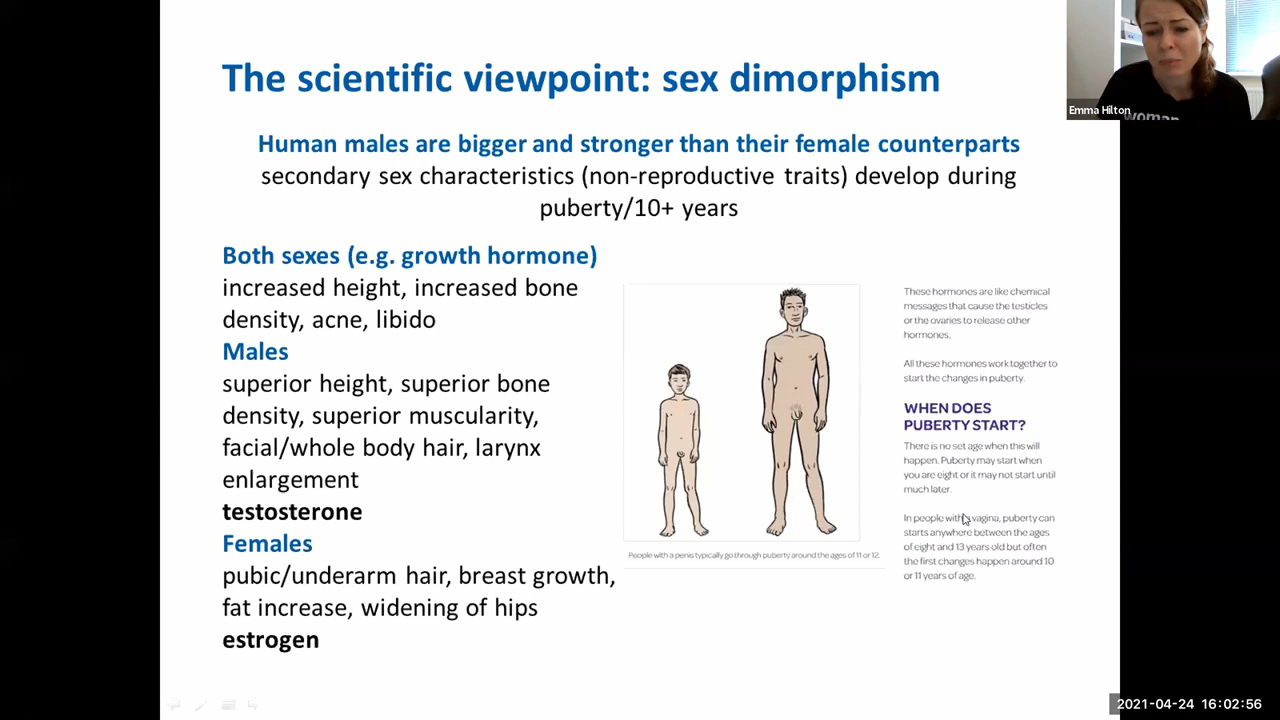 The scientific viewpoint: sex dimorphism
Emma Hilton
woman
Human males are bigger and stronger than their female counterparts
secondary sex characteristics (non-reproductive traits) develop during
puberty/10+ years
Both sexes (e.g. growth hormone)
increased height, increased bone
density, acne, libido
Males
superior height, superior bone
density, superior muscularity,
facial/whole body hair, larynx
enlargement
testosterone
Females
pubic/underarm hair, breast growth,
fat increase, widening of hips
estrogen
People with a penis typically go through puberty around the ages of 11 or 12.
These hormones are like chemical
messages that cause the testicles
or the ovaries to release other
hormones.
All these hormones work together to
start the changes in puberty.
WHEN DOES
PUBERTY START?
There is no set age when this will
happen. Puberty may start when
you are eight or it may not start until
much later.
In people with a vagina, puberty can
starts anywhere between the ages
of eight and 13 years old but often
the first changes happen around 10
or 11 years of age.
2021-04-24 16:02:56